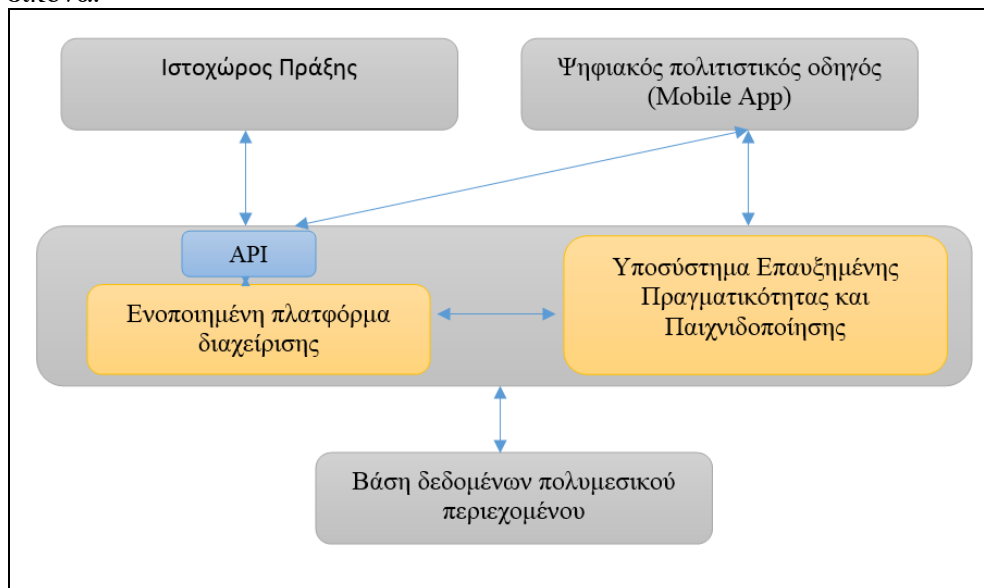 Ιστοχώρος Πράξης
Ψηφιακός πολιτιστικός οδηγός
(Mobile App)
API
Ενοποιημένη πλατφόρμα
διαχείρισης
Υποσύστημα Επαυξημένης
Πραγματικότητας και
Παιχνιδοποίησης
Βάση δεδομένων πολυμεσικού
περιεχομένου